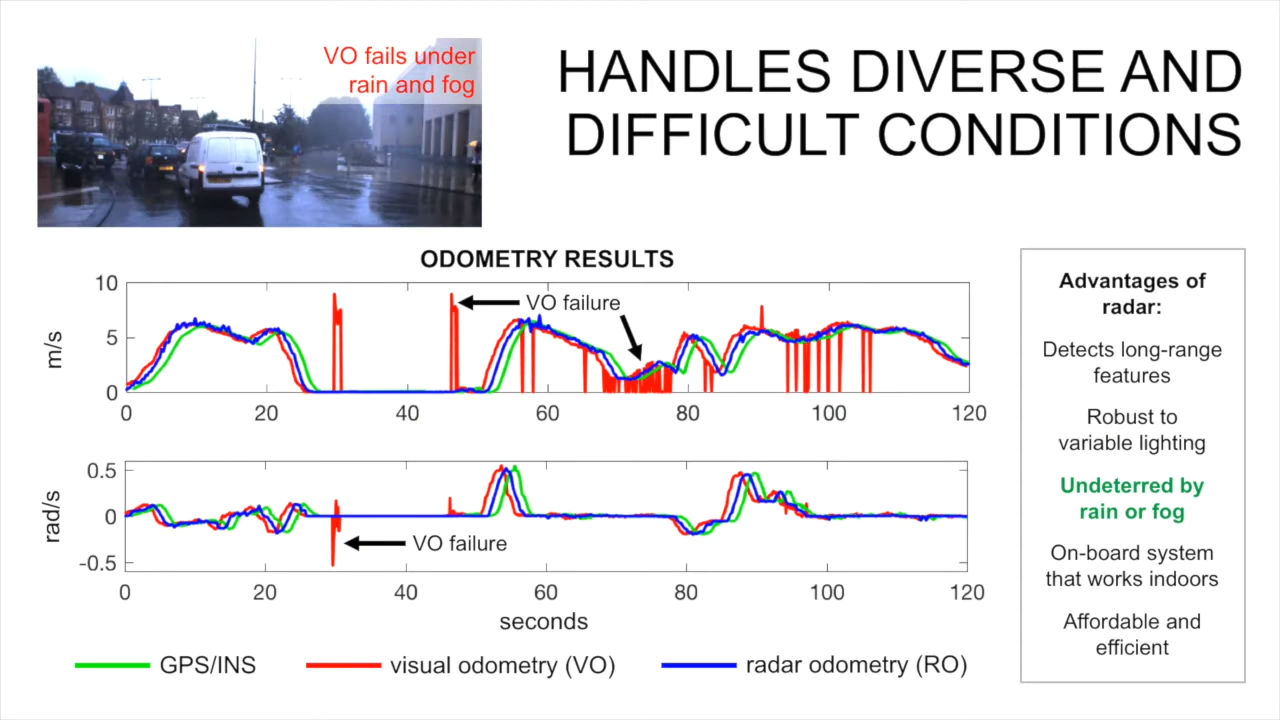 VO fails under
rain and fog
HANDLES DIVERSE AND
DIFFICULT CONDITIONS
ODOMETRY RESULTS
10
5
0
m/s
VO failure
0 20 40 60 80 100 120
0.5
0
-0.5
rad/s
VO failure
0 20 40 60 80 100 120
seconds
GPS/INS visual odometry (VO) radar odometry (RO)
Advantages of
radar:
Detects long-range
features
Robust to
variable lighting
Undeterred by
rain or fog
On-board system
that works indoors
Affordable and
efficient